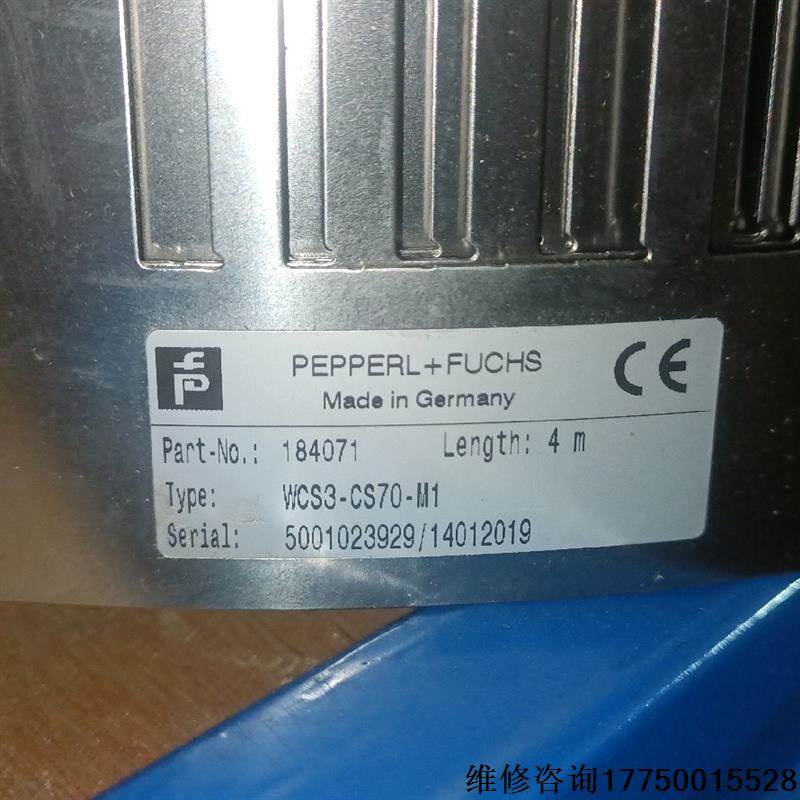 PEPPERL+FUCHS
Made in Germany
CE
Part-No.: 184071 Length: 4 m
Type: WCS3-CS70-M1
Serial: 5001023929/14012019
维修咨询17750015528